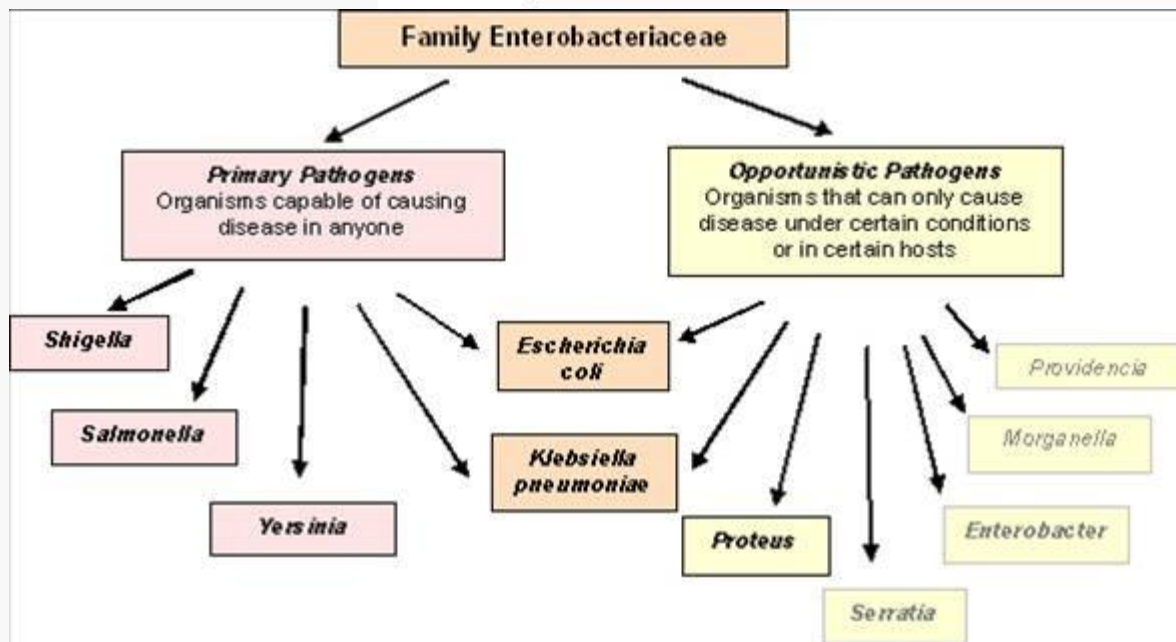 Family Enterobacteriaceae
Primary Pathogens
Organisms capable of causing
disease in anyone
Opportunistic Pathogens
Organisms that can only cause
disease under certain conditions
or in certain hosts
Shigella
Salmonella
Yersinia
Escherichia
coli
Klebsiella
pneumoniae
Proteus
Serratia
Enterobacter
Morganella
Providencia